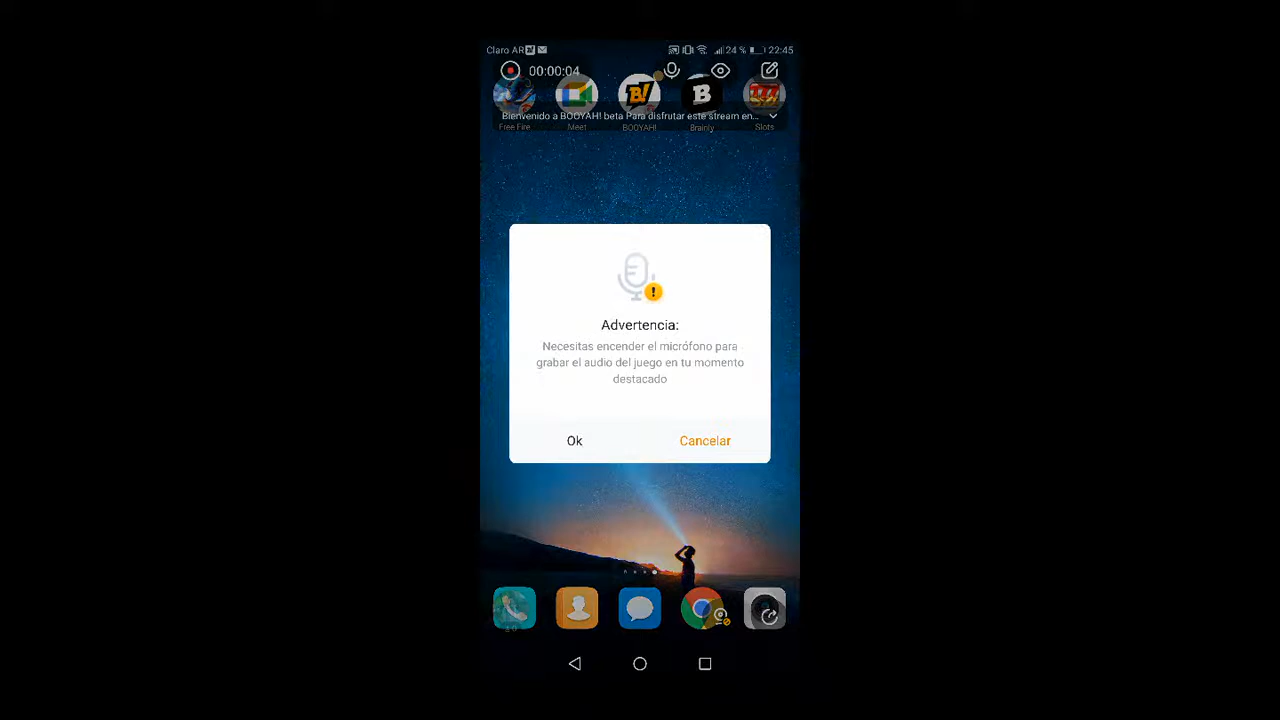 Claro AR 24 % 22:45
00:00:04
B! B
Free Fire Meet BOOYAH! Brainly Slots
Bienvenido a BOOYAH! beta Para disfrutar este stream en...
Advertencia:
Necesitas encender el micrófono para
grabar el audio del juego en tu momento
destacado
Ok Cancelar